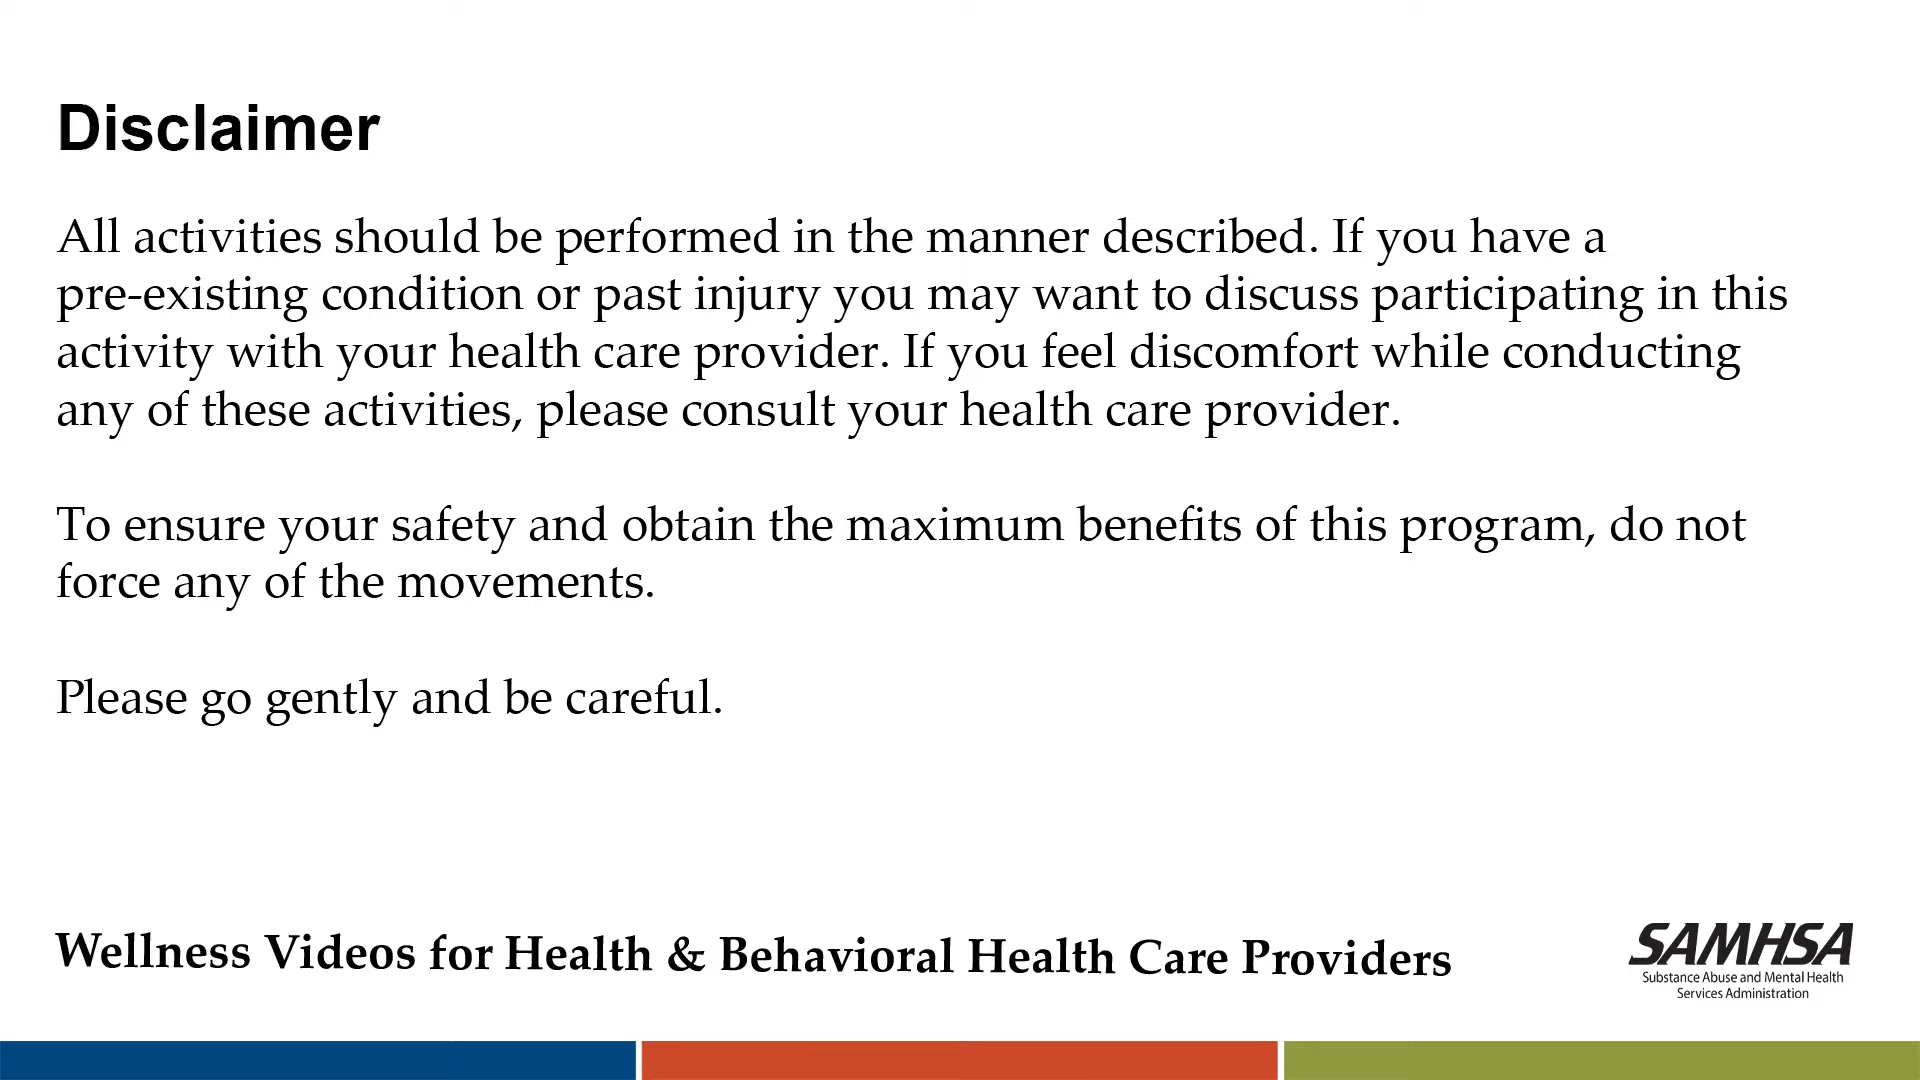 Disclaimer
All activities should be performed in the manner described. If you have a
pre-existing condition or past injury you may want to discuss participating in this
activity with your health care provider. If you feel discomfort while conducting
any of these activities, please consult your health care provider.
To ensure your safety and obtain the maximum benefits of this program, do not
force any of the movements.
Please go gently and be careful.
Wellness Videos for Health & Behavioral Health Care Providers
SAMHSA
Substance Abuse and Mental Health
Services Administration